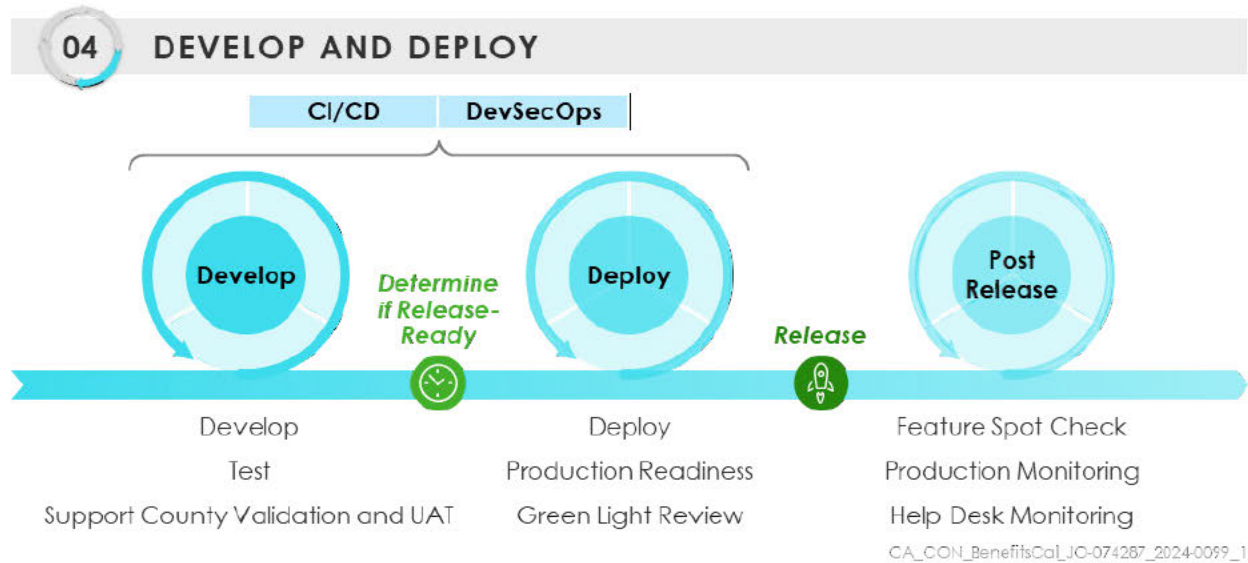 04 DEVELOP AND DEPLOY
CI/CD DevSecOps
Develop
Determine
if Release-
Ready
Deploy
Release
Post
Release
Develop
Test
Support County Validation and UAT
Deploy
Production Readiness
Green Light Review
Feature Spot Check
Production Monitoring
Help Desk Monitoring
CA_CON_BenefitsCal_JO-074287_2024-0099_1